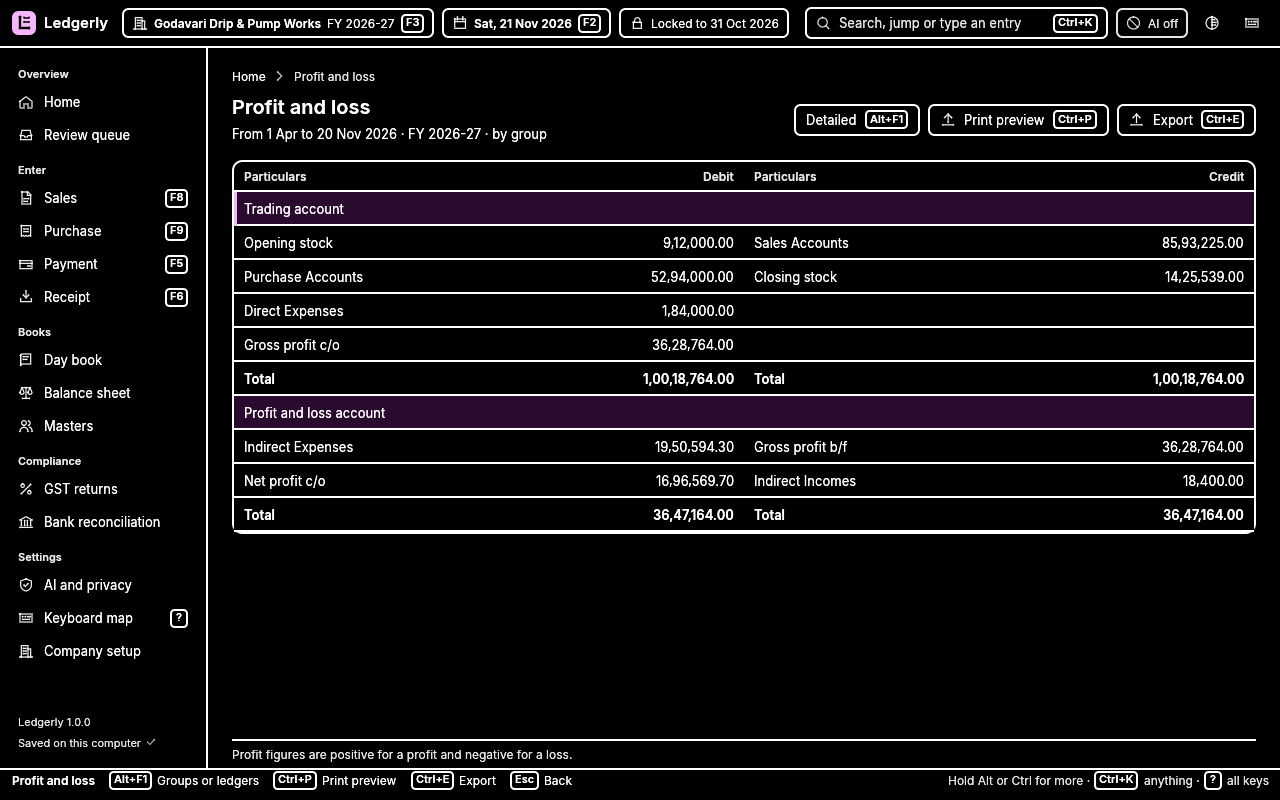 Ledgerly
Godavari Drip & Pump Works FY 2026-27 F3
Sat, 21 Nov 2026 F2
Locked to 31 Oct 2026
Search, jump or type an entry Ctrl+K
AI off
Overview
Home
Review queue
Enter
Sales F8
Purchase F9
Payment F5
Receipt F6
Books
Day book
Balance sheet
Masters
Compliance
GST returns
Bank reconciliation
Settings
AI and privacy
Keyboard map ?
Company setup
Ledgerly 1.0.0
Saved on this computer
Home Profit and loss
Profit and loss
From 1 Apr to 20 Nov 2026 · FY 2026-27 · by group
Detailed Alt+F1
Print preview Ctrl+P
Export Ctrl+E
Particulars Debit Particulars Credit
Trading account
Opening stock 9,12,000.00 Sales Accounts 85,93,225.00
Purchase Accounts 52,94,000.00 Closing stock 14,25,539.00
Direct Expenses 1,84,000.00
Gross profit c/o 36,28,764.00
Total 1,00,18,764.00 Total 1,00,18,764.00
Profit and loss account
Indirect Expenses 19,50,594.30 Gross profit b/f 36,28,764.00
Net profit c/o 16,96,569.70 Indirect Incomes 18,400.00
Total 36,47,164.00 Total 36,47,164.00
Profit figures are positive for a profit and negative for a loss.
Profit and loss Alt+F1 Groups or ledgers Ctrl+P Print preview Ctrl+E Export Esc Back
Hold Alt or Ctrl for more · Ctrl+K anything · ? all keys